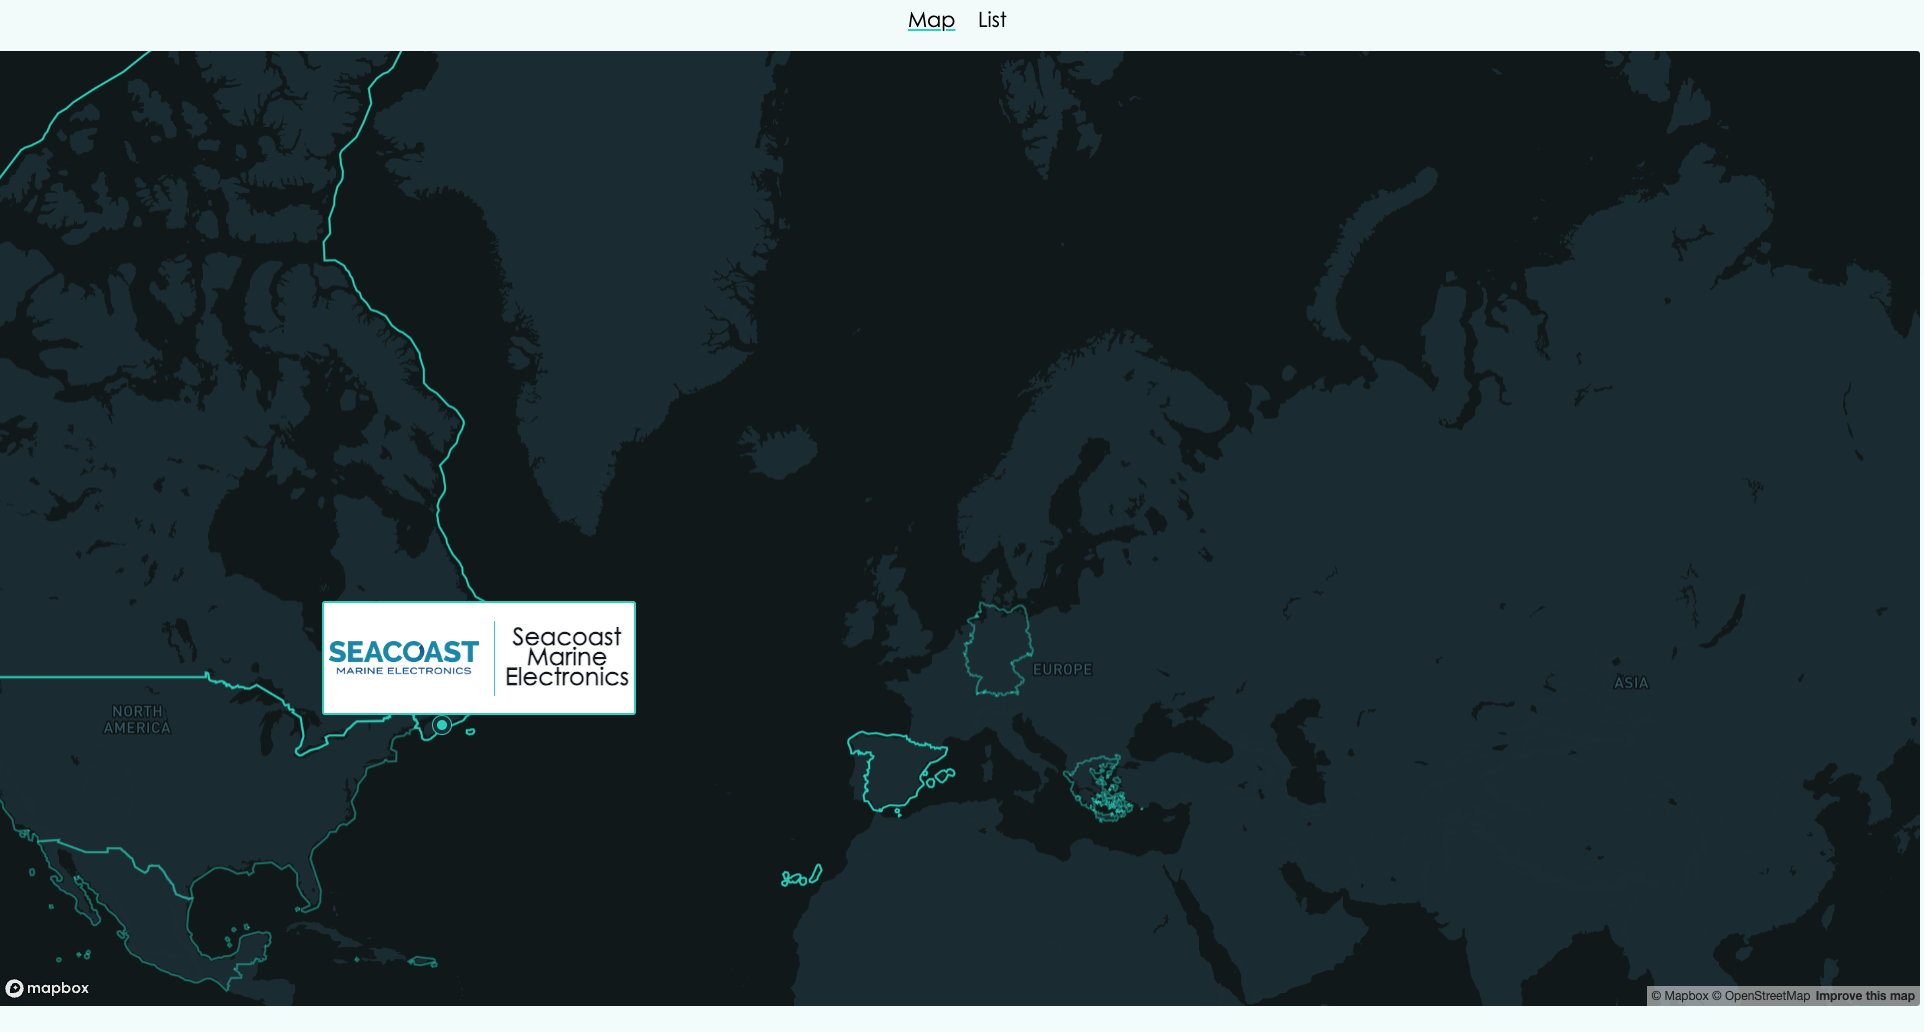 Map List
SEACOAST
MARINE ELECTRONICS
Seacoast
Marine
Electronics
EUROPE
ASIA
NORTH
AMERICA
mapbox
© Mapbox © OpenStreetMap Improve this map